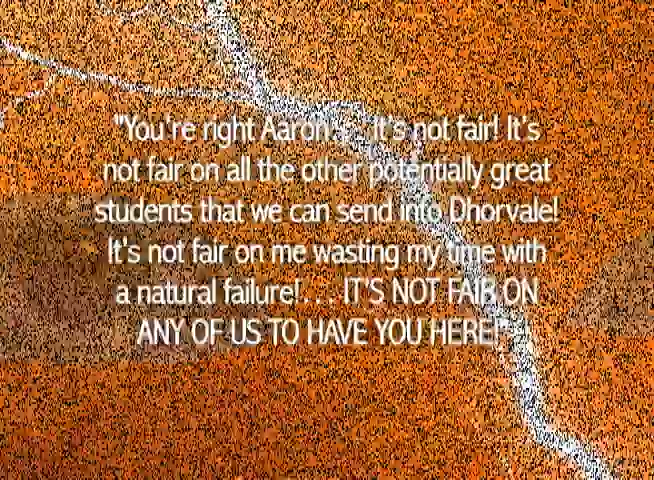 "You're right Aaron . . . it's not fair! It's
not fair on all the other potentially great
students that we can send into Dhorvale!
It's not fair on me wasting my time with
a natural failure! . . . IT'S NOT FAIR ON
ANY OF US TO HAVE YOU HERE!"